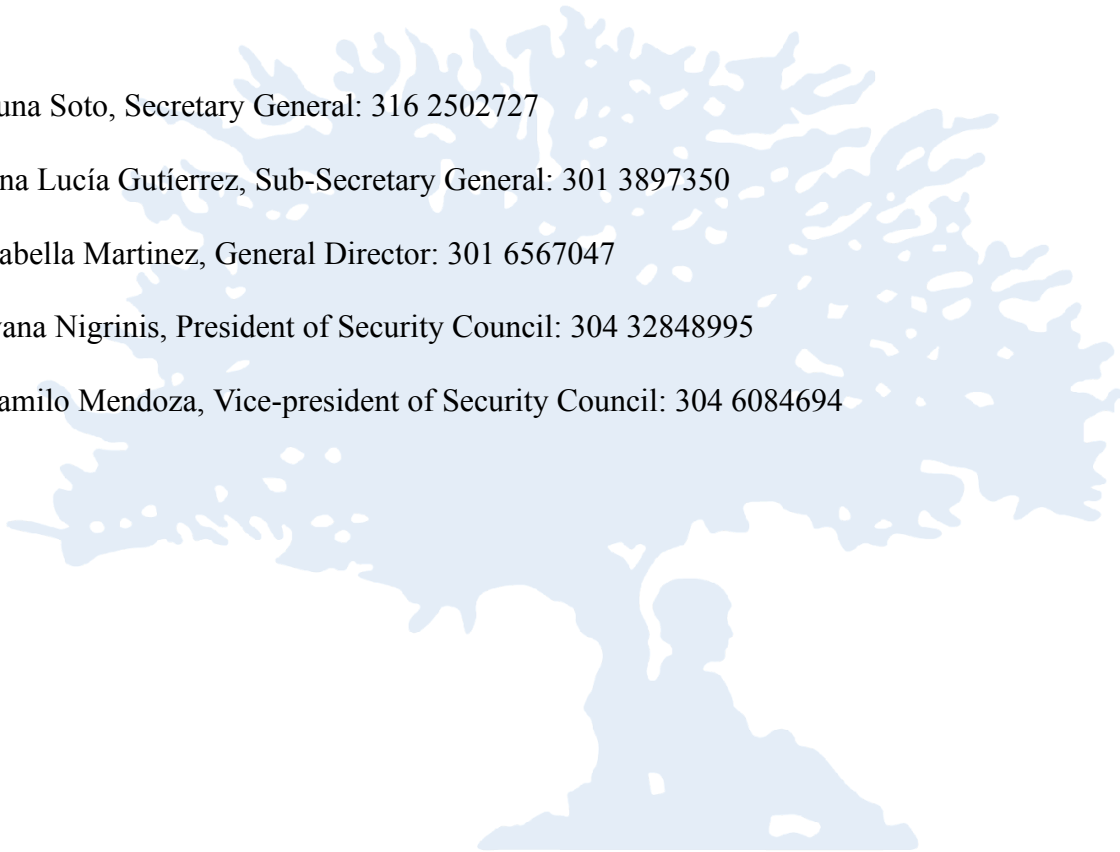 una Soto, Secretary General: 316 2502727
na Lucía Gutíerrez, Sub-Secretary General: 301 3897350
abella Martinez, General Director: 301 6567047
vana Nigrinis, President of Security Council: 304 32848995
amilo Mendoza, Vice-president of Security Council: 304 6084694